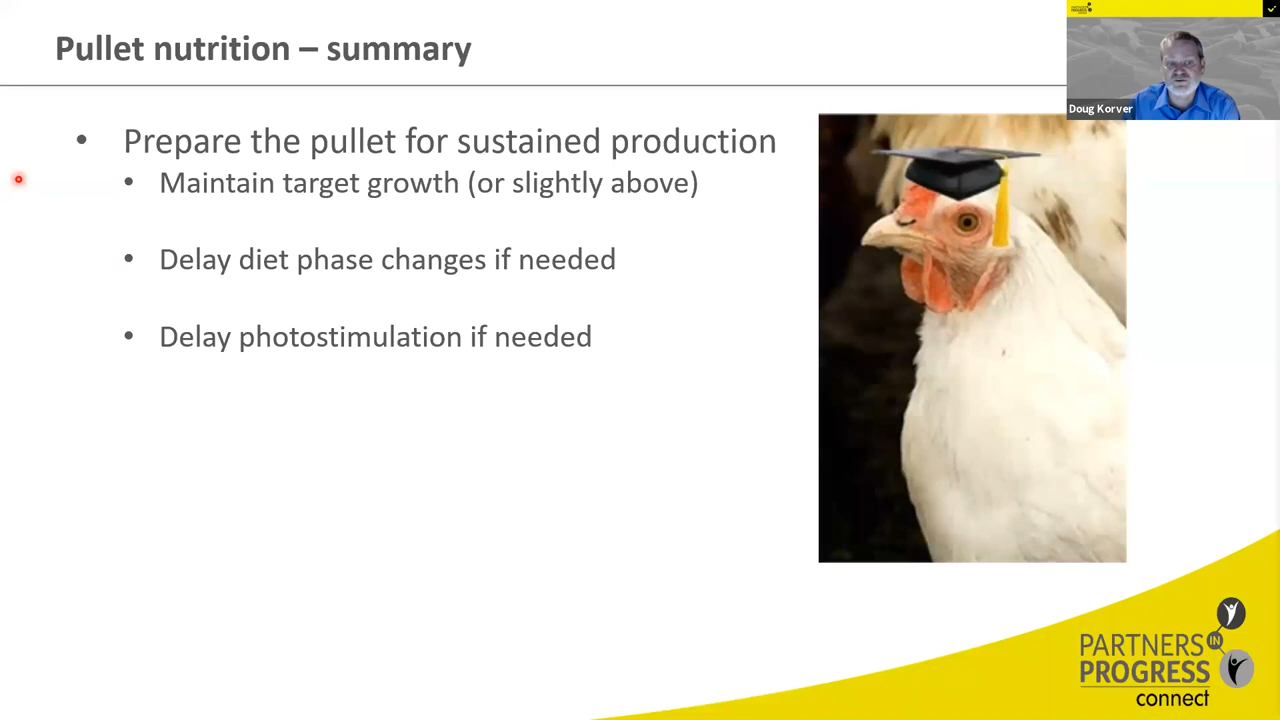 Pullet nutrition – summary
Doug Korver
• Prepare the pullet for sustained production
• Maintain target growth (or slightly above)
• Delay diet phase changes if needed
• Delay photostimulation if needed
PARTNERS IN
PROGRESS
connect